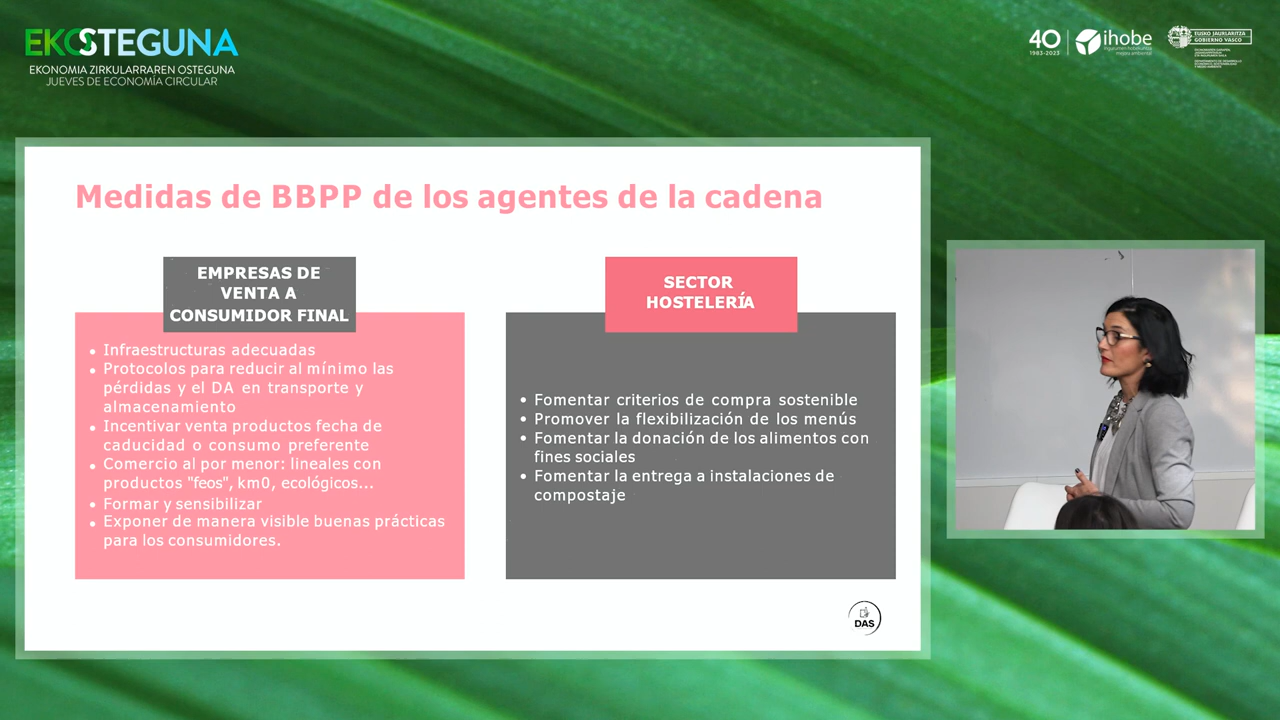 EKOSTEGUNA
EKONOMIA ZIRKULARRAREN OSTEGUNA
JUEVES DE ECONOMÍA CIRCULAR
40
1983-2023
ihobe
EUSKO JAURLARITZA
GOBIERNO VASCO
Medidas de BBPP de los agentes de la cadena
EMPRESAS DE
VENTA A
CONSUMIDOR FINAL
• Infraestructuras adecuadas
• Protocolos para reducir al mínimo las
pérdidas y el DA en transporte y
almacenamiento
• Incentivar venta productos fecha de
caducidad o consumo preferente
• Comercio al por menor: lineales con
productos "feos", km0, ecológicos...
• Formar y sensibilizar
• Exponer de manera visible buenas prácticas
para los consumidores.
SECTOR
HOSTELERÍA
• Fomentar criterios de compra sostenible
• Promover la flexibilización de los menús
• Fomentar la donación de los alimentos con
fines sociales
• Fomentar la entrega a instalaciones de
compostaje
DAS